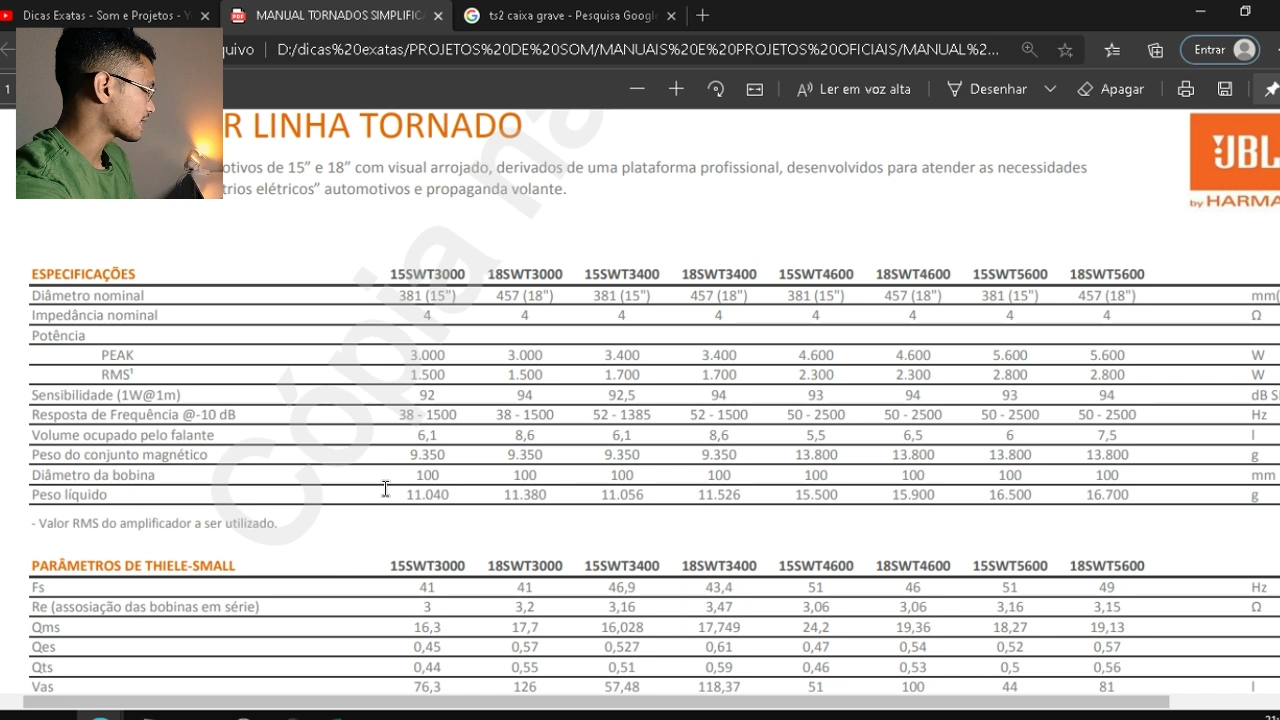 Dicas Exatas - Som e Projetos - Y
MANUAL TORNADOS SIMPLIFIC
ts2 caixa grave - Pesquisa Googl
quivo
D:/dicas%20exatas/PROJETOS%20DE%20SOM/MANUAIS%20E%20PROJETOS%20OFICIAIS/MANUAL%2...
Entrar
1
Ler em voz alta
Desenhar
Apagar
R LINHA TORNADO
otivos de 15” e 18” com visual arrojado, derivados de uma plataforma profissional, desenvolvidos para atender as necessidades
trios elétricos” automotivos e propaganda volante.
JBL
by HARMA
Cópia na
ESPECIFICAÇÕES 15SWT3000 18SWT3000 15SWT3400 18SWT3400 15SWT4600 18SWT4600 15SWT5600 18SWT5600
Diâmetro nominal 381 (15") 457 (18") 381 (15") 457 (18") 381 (15") 457 (18") 381 (15") 457 (18") mm(
Impedância nominal 4 4 4 4 4 4 4 4 Ω
Potência
PEAK 3.000 3.000 3.400 3.400 4.600 4.600 5.600 5.600 W
RMS¹ 1.500 1.500 1.700 1.700 2.300 2.300 2.800 2.800 W
Sensibilidade (1W@1m) 92 94 92,5 94 93 94 93 94 dB S
Resposta de Frequência @-10 dB 38 - 1500 38 - 1500 52 - 1385 52 - 1500 50 - 2500 50 - 2500 50 - 2500 50 - 2500 Hz
Volume ocupado pelo falante 6,1 8,6 6,1 8,6 5,5 6,5 6 7,5 l
Peso do conjunto magnético 9.350 9.350 9.350 9.350 13.800 13.800 13.800 13.800 g
Diâmetro da bobina 100 100 100 100 100 100 100 100 mm
Peso líquido 11.040 11.380 11.056 11.526 15.500 15.900 16.500 16.700 g
- Valor RMS do amplificador a ser utilizado.
PARÂMETROS DE THIELE-SMALL 15SWT3000 18SWT3000 15SWT3400 18SWT3400 15SWT4600 18SWT4600 15SWT5600 18SWT5600
Fs 41 41 46,9 43,4 51 46 51 49 Hz
Re (assosiação das bobinas em série) 3 3,2 3,16 3,47 3,06 3,06 3,16 3,15 Ω
Qms 16,3 17,7 16,028 17,749 24,2 19,36 18,27 19,13
Qes 0,45 0,57 0,527 0,61 0,47 0,54 0,52 0,57
Qts 0,44 0,55 0,51 0,59 0,46 0,53 0,5 0,56
Vas 76,3 126 57,48 118,37 51 100 44 81 l